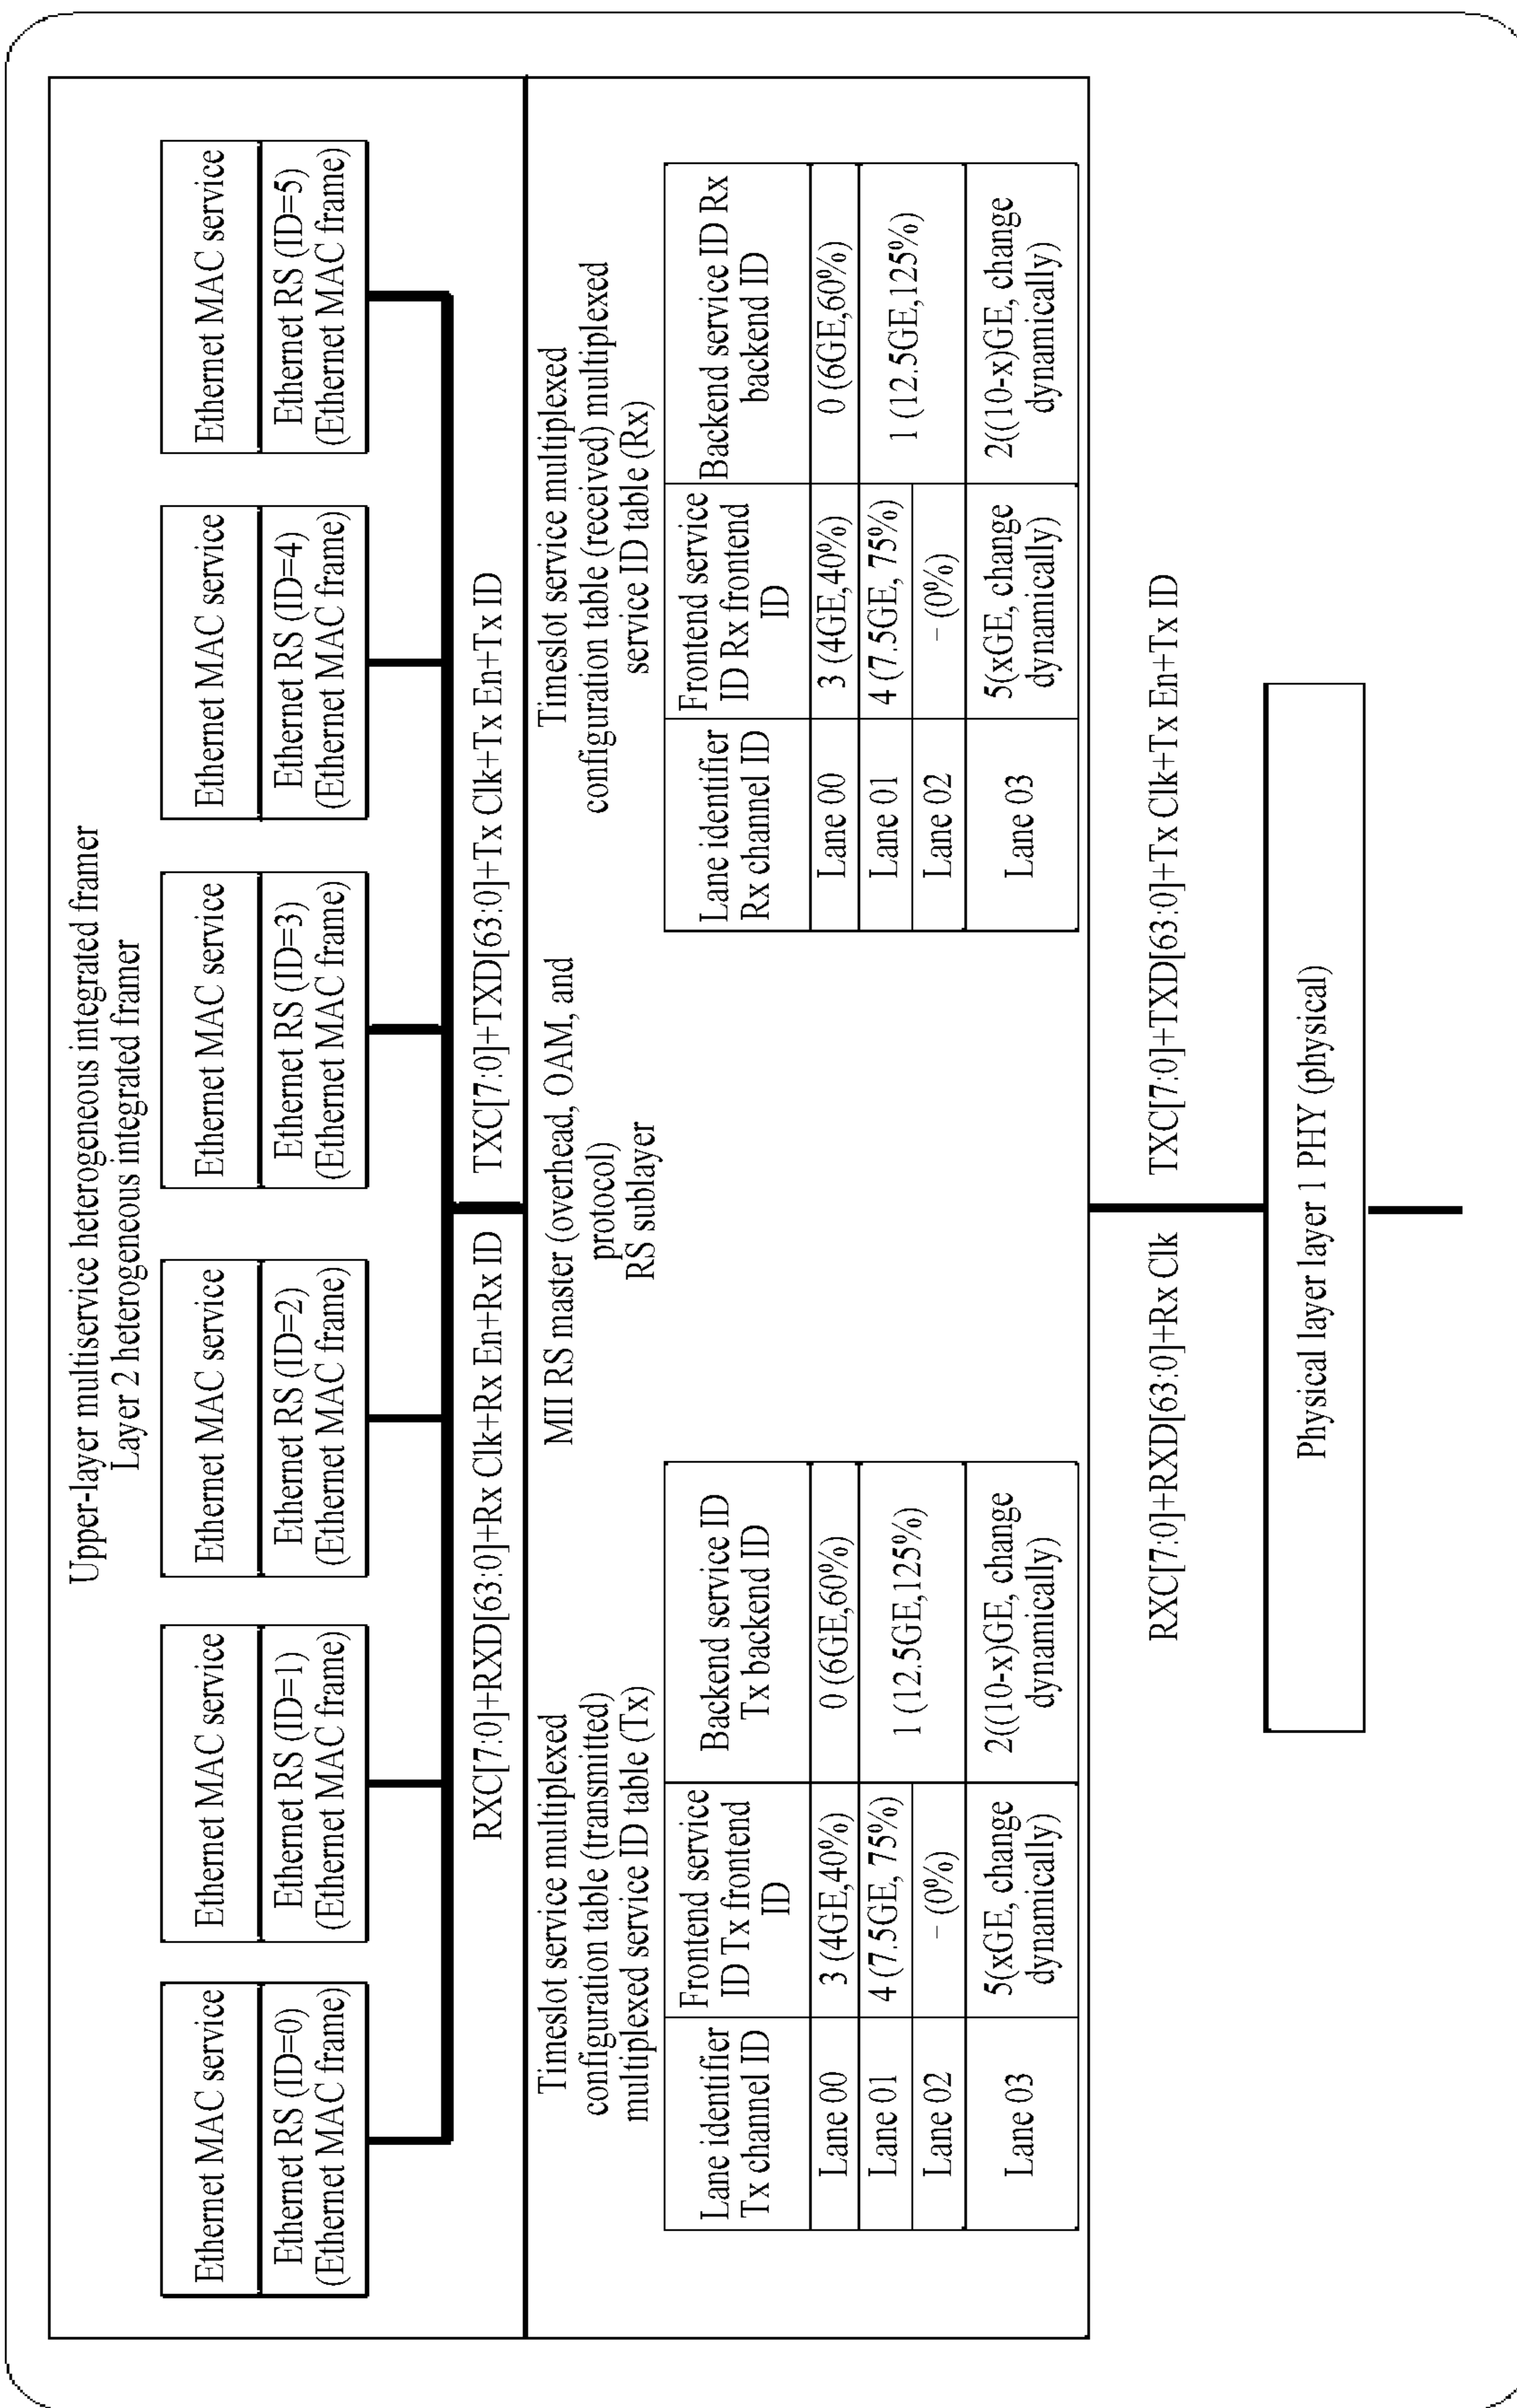 Upper-layer multiservice heterogeneous integrated framer
Layer 2 heterogeneous integrated framer
Ethernet MAC service
Ethernet RS (ID=0)
(Ethernet MAC frame)
Ethernet MAC service
Ethernet RS (ID=1)
(Ethernet MAC frame)
Ethernet MAC service
Ethernet RS (ID=2)
(Ethernet MAC frame)
Ethernet MAC service
Ethernet RS (ID=3)
(Ethernet MAC frame)
Ethernet MAC service
Ethernet RS (ID=4)
(Ethernet MAC frame)
Ethernet MAC service
Ethernet RS (ID=5)
(Ethernet MAC frame)
RXC[7:0]+RXD[63:0]+Rx Clk+Rx En+Rx ID
TXC[7:0]+TXD[63:0]+Tx Clk+Tx En+Tx ID
Timeslot service multiplexed
configuration table (transmitted)
multiplexed service ID table (Tx)
Lane identifier
Tx channel ID
Frontend service
ID Tx frontend
ID
Backend service ID
Tx backend ID
Lane 00
3 (4GE,40%)
0 (6GE,60%)
Lane 01
4 (7.5GE, 75%)
1 (12.5GE,125%)
Lane 02
– (0%)
Lane 03
5(xGE, change
dynamically)
2((10-x)GE, change
dynamically)
MII RS master (overhead, OAM, and
protocol)
RS sublayer
Timeslot service multiplexed
configuration table (received) multiplexed
service ID table (Rx)
Lane identifier
Rx channel ID
Frontend service
ID Rx frontend
ID
Backend service ID Rx
backend ID
Lane 00
3 (4GE,40%)
0 (6GE,60%)
Lane 01
4 (7.5GE, 75%)
1 (12.5GE,125%)
Lane 02
– (0%)
Lane 03
5(xGE, change
dynamically)
2((10-x)GE, change
dynamically)
RXC[7:0]+RXD[63:0]+Rx Clk
TXC[7:0]+TXD[63:0]+Tx Clk+Tx En+Tx ID
Physical layer layer 1 PHY (physical)